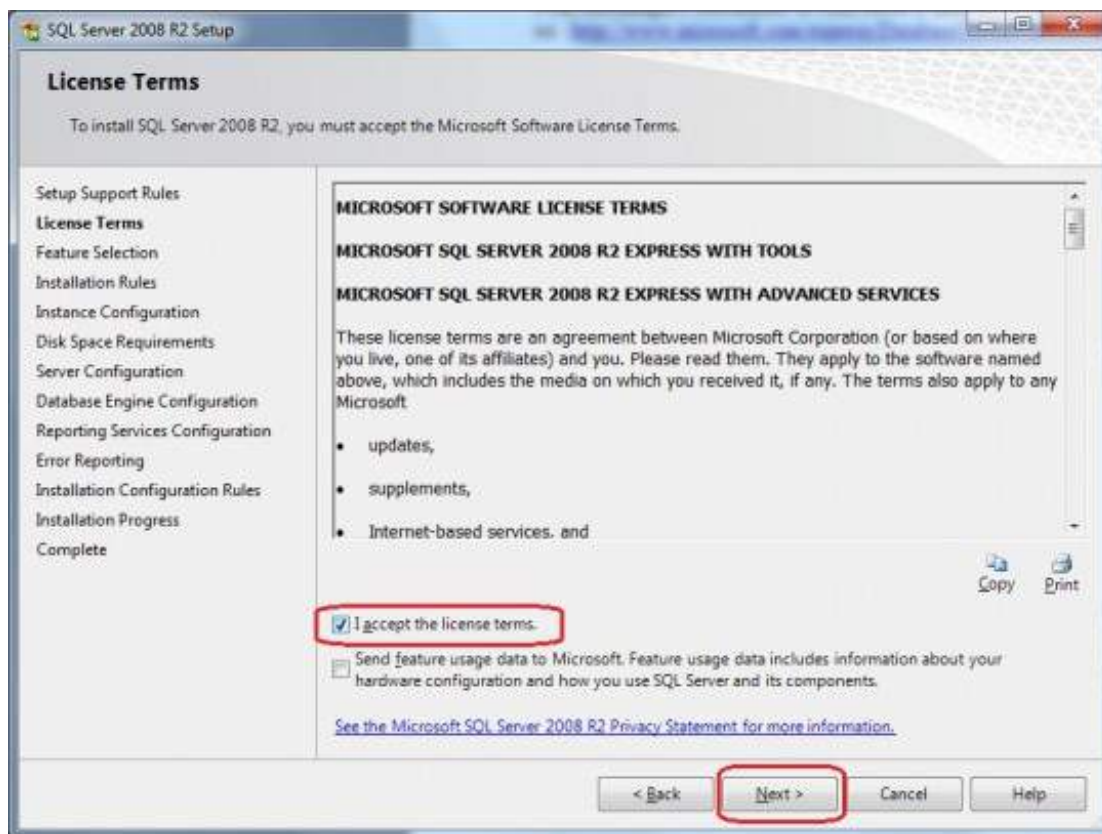 SQL Server 2008 R2 Setup
License Terms
To install SQL Server 2008 R2, you must accept the Microsoft Software License Terms.
Setup Support Rules
License Terms
Feature Selection
Installation Rules
Instance Configuration
Disk Space Requirements
Server Configuration
Database Engine Configuration
Reporting Services Configuration
Error Reporting
Installation Configuration Rules
Installation Progress
Complete
MICROSOFT SOFTWARE LICENSE TERMS
MICROSOFT SQL SERVER 2008 R2 EXPRESS WITH TOOLS
MICROSOFT SQL SERVER 2008 R2 EXPRESS WITH ADVANCED SERVICES
These license terms are an agreement between Microsoft Corporation (or based on where
you live, one of its affiliates) and you. Please read them. They apply to the software named
above, which includes the media on which you received it, if any. The terms also apply to any
Microsoft
• updates,
• supplements,
• Internet-based services, and
Copy Print
I accept the license terms.
Send feature usage data to Microsoft. Feature usage data includes information about your
hardware configuration and how you use SQL Server and its components.
See the Microsoft SQL Server 2008 R2 Privacy Statement for more information.
< Back Next > Cancel Help